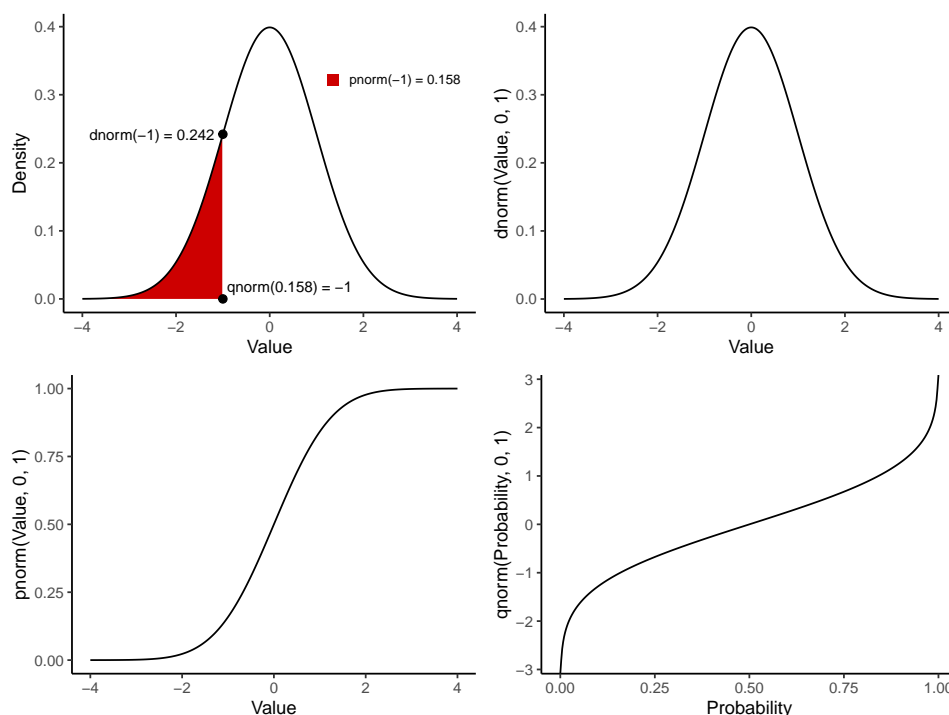 0.4
0.3
0.2
0.1
0.0
Density
pnorm(−1) = 0.158
dnorm(−1) = 0.242
qnorm(0.158) = −1
−4 −2 0 2 4
Value
0.4
0.3
0.2
0.1
0.0
dnorm(Value, 0, 1)
−4 −2 0 2 4
Value
1.00
0.75
0.50
0.25
0.00
pnorm(Value, 0, 1)
−4 −2 0 2 4
Value
3
2
1
0
−1
−2
−3
qnorm(Probability, 0, 1)
0.00 0.25 0.50 0.75 1.00
Probability